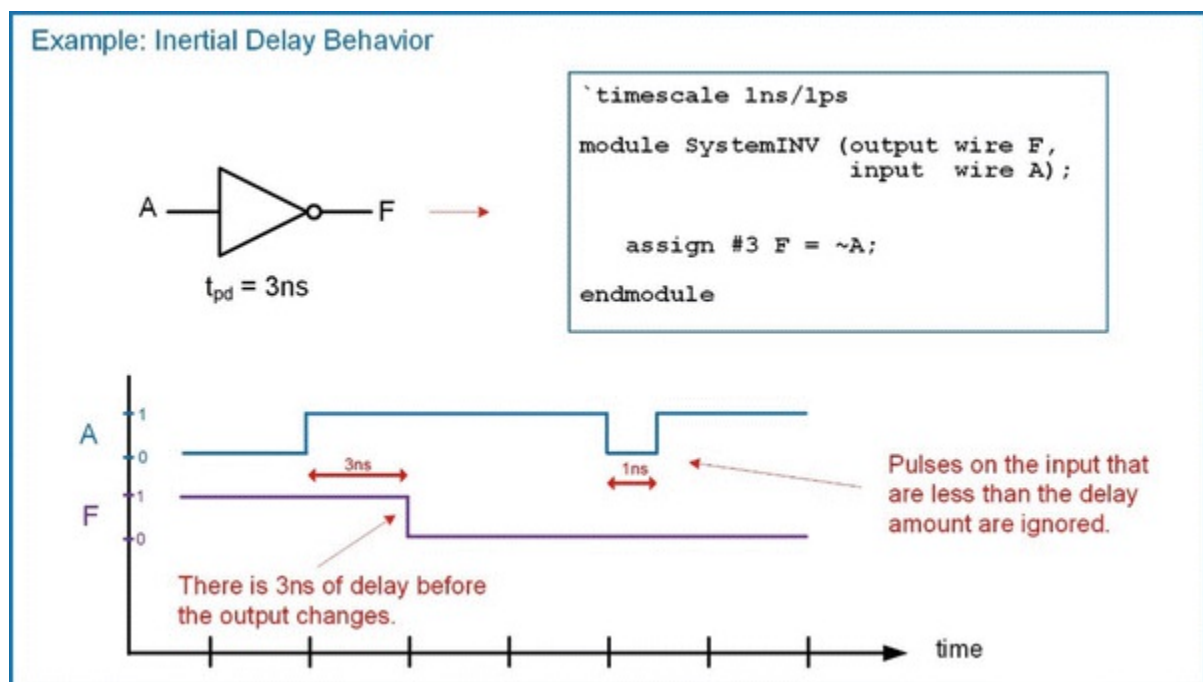 Example: Inertial Delay Behavior
`timescale 1ns/1ps
module SystemINV (output wire F,
input wire A);
assign #3 F = ~A;
endmodule
A
F
tpd = 3ns
A
1
0
3ns
1ns
F
1
0
Pulses on the input that
are less than the delay
amount are ignored.
There is 3ns of delay before
the output changes.
time